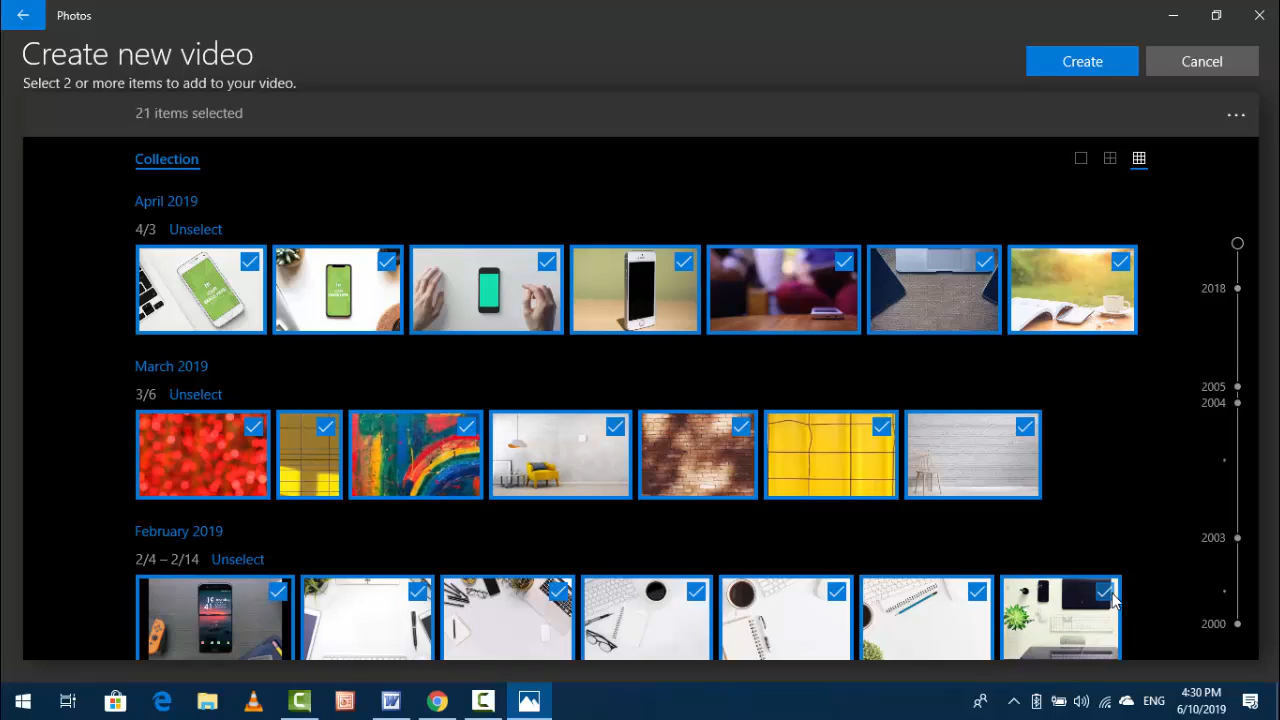 Photos
Create new video
Select 2 or more items to add to your video.
Create
Cancel
21 items selected
Collection
April 2019
4/3 Unselect
2018
March 2019
3/6 Unselect
2005
2004
February 2019
2/4 – 2/14 Unselect
2003
2000
ENG
4:30 PM
6/10/2019